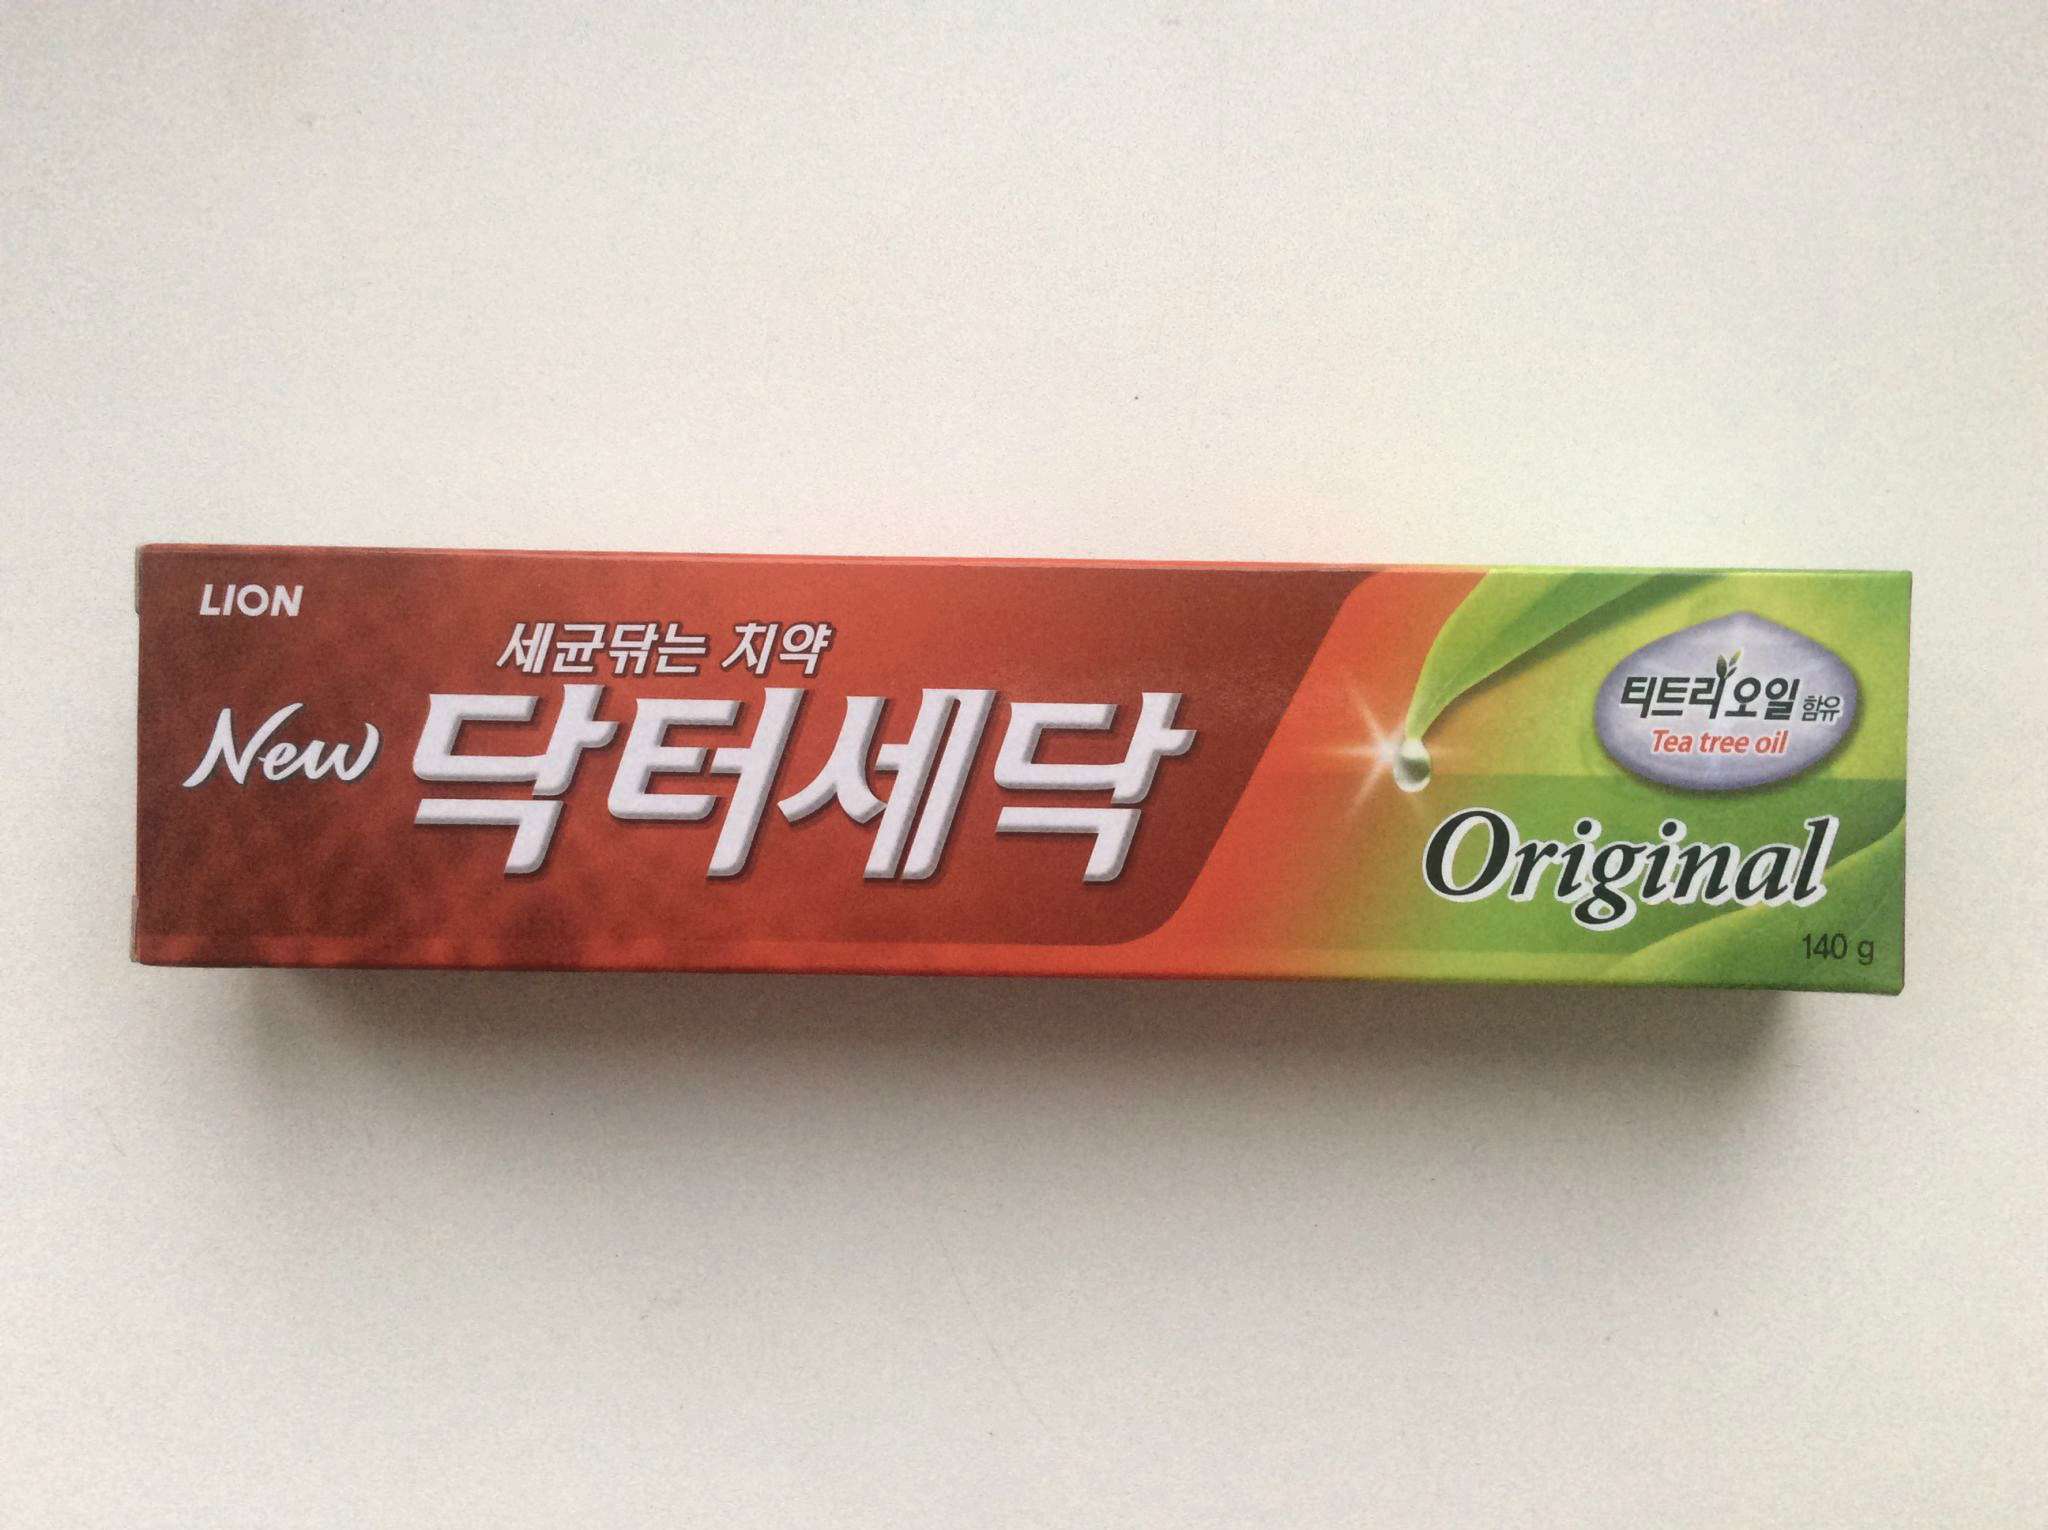 LION
세균닦는 치약
New 닥터세닥
티트리오일 함유
Tea tree oil
Original
140 g